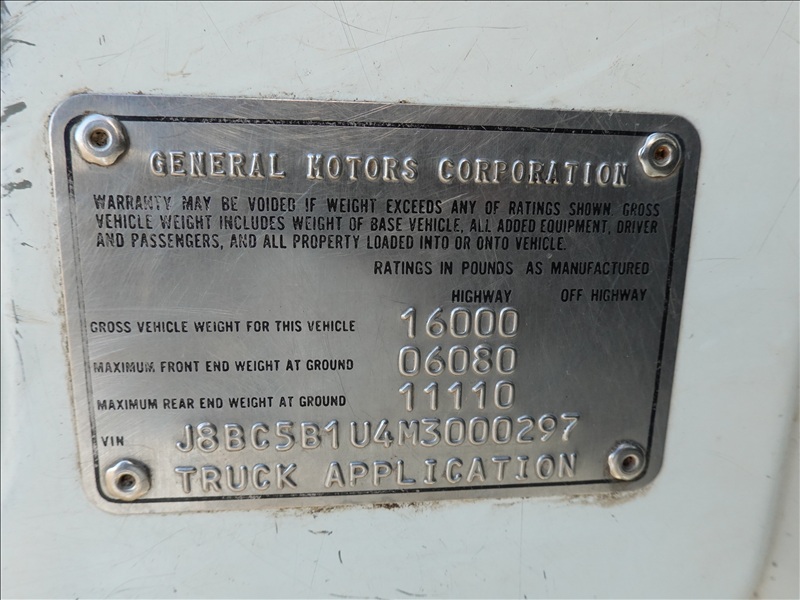 GENERAL MOTORS CORPORATION
WARRANTY MAY BE VOIDED IF WEIGHT EXCEEDS ANY OF RATINGS SHOWN. GROSS
VEHICLE WEIGHT INCLUDES WEIGHT OF BASE VEHICLE, ALL ADDED EQUIPMENT, DRIVER
AND PASSENGERS, AND ALL PROPERTY LOADED INTO OR ONTO VEHICLE.
RATINGS IN POUNDS AS MANUFACTURED
HIGHWAY OFF HIGHWAY
GROSS VEHICLE WEIGHT FOR THIS VEHICLE 16000
MAXIMUM FRONT END WEIGHT AT GROUND 06080
MAXIMUM REAR END WEIGHT AT GROUND 11110
VIN J8BC5B1U4M3000297
TRUCK APPLICATION